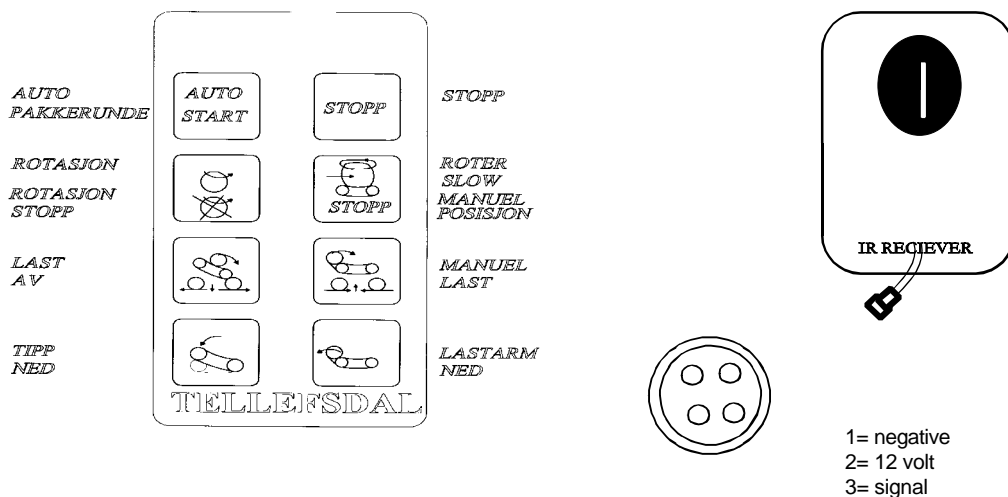 AUTO
PAKKERUNDE
AUTO
START
STOPP
STOPP
ROTASJON
ROTASJON
STOPP
STOPP
ROTER
SLOW
MANUEL
POSISJON
LAST
AV
MANUEL
LAST
TIPP
NED
LASTARM
NED
TELLEFSDAL
IR RECIEVER
1= negative
2= 12 volt
3= signal